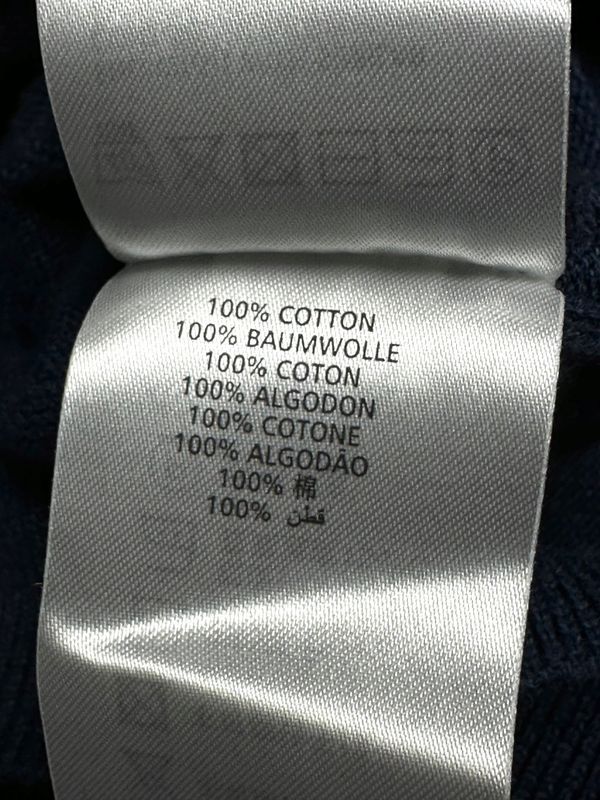 100% COTTON
100% BAUMWOLLE
100% COTON
100% ALGODON
100% COTONE
100% ALGODÃO
100% 棉
100% قطن